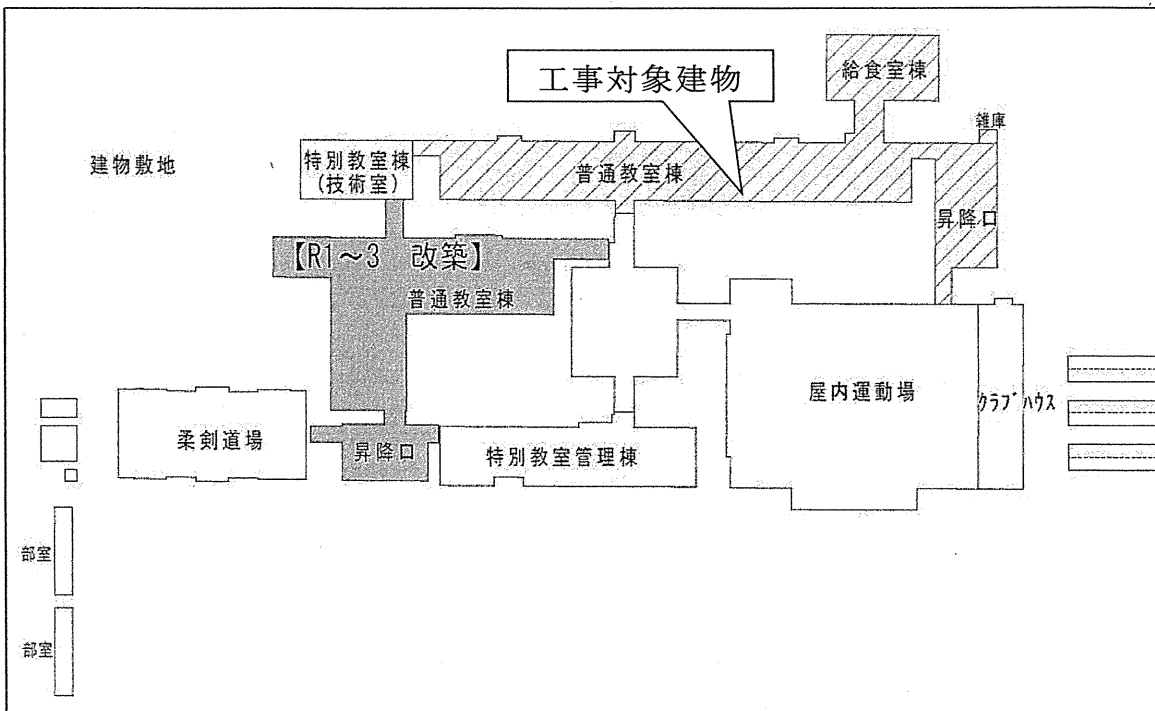 工事対象建物
給食室棟
雑庫
建物敷地
特別教室棟
(技術室)
普通教室棟
昇降口
【R1～3 改築】
普通教室棟
屋内運動場
クラブハウス
柔剣道場
昇降口
特別教室管理棟
部室
部室